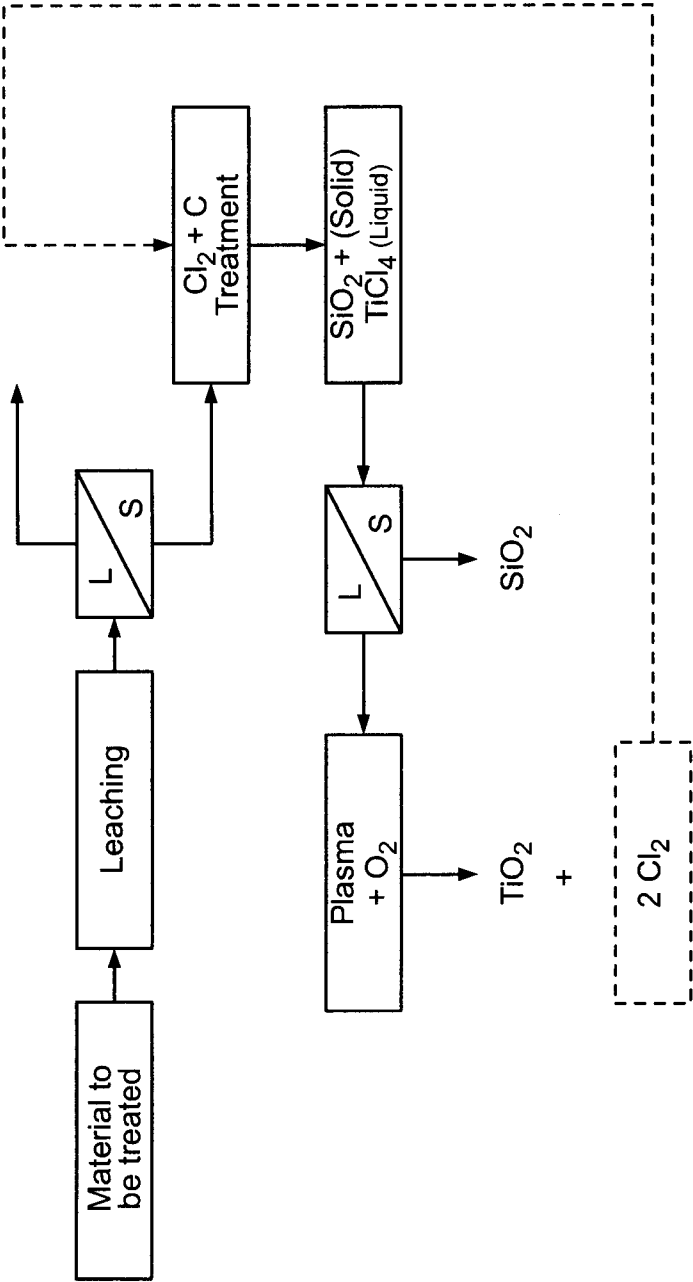 Material to
be treated
Leaching
L
S
Cl₂ + C
Treatment
SiO₂ + (Solid)
TiCl₄ (Liquid)
L
S
SiO₂
Plasma
+ O₂
TiO₂
+
2 Cl₂